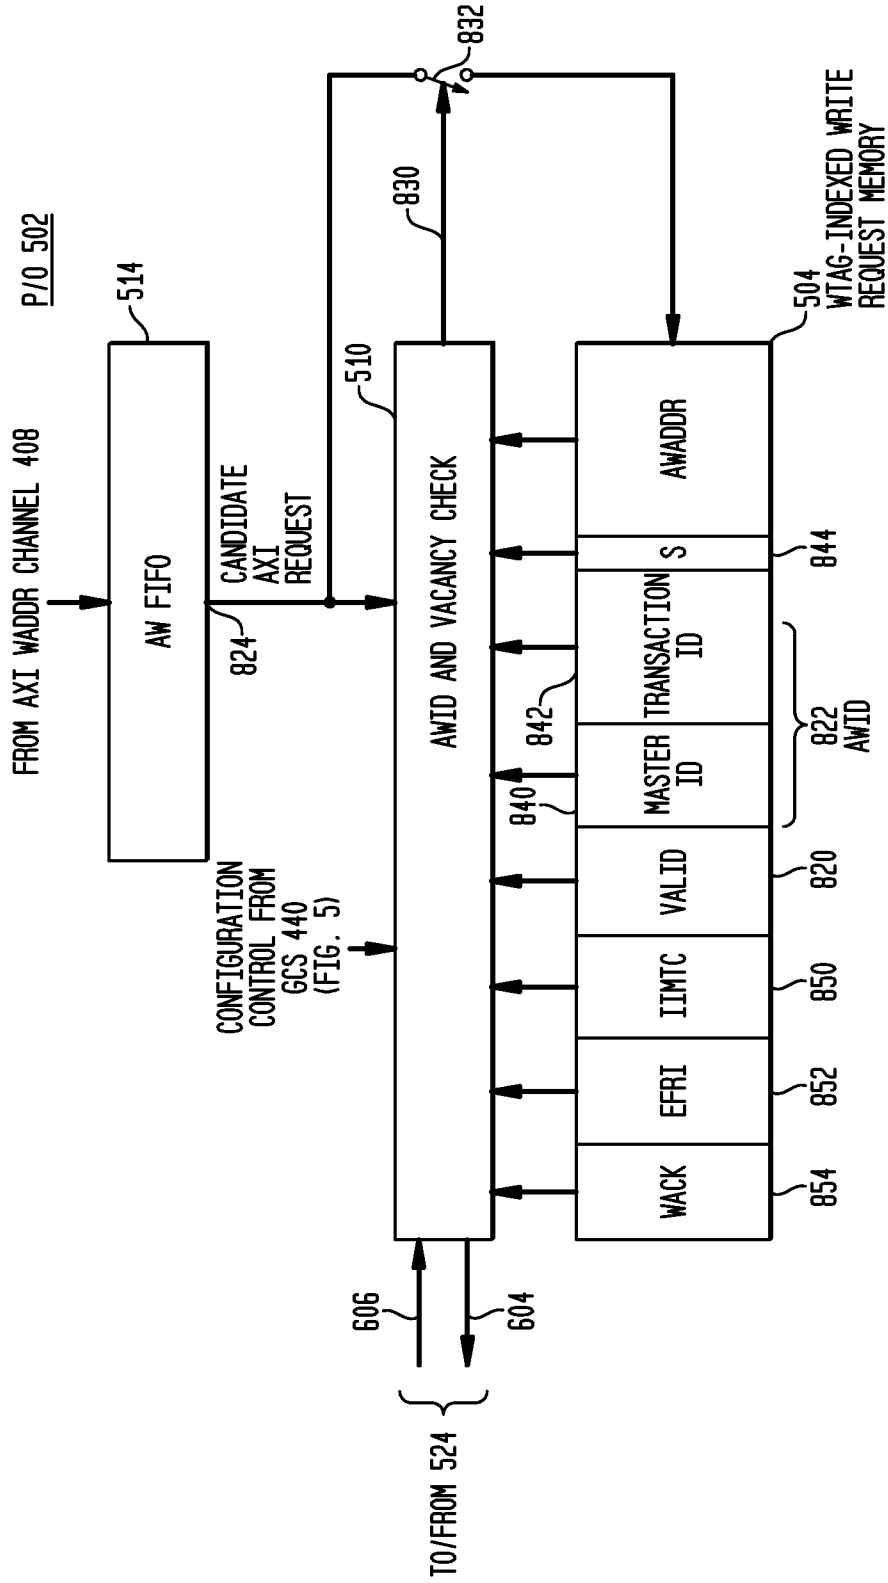 P/O 502
FROM AXI WADDR CHANNEL 408
514
AW FIFO
824
CANDIDATE
AXI
REQUEST
CONFIGURATION
CONTROL FROM
GCS 440
(FIG. 5)
832
830
510
AWID AND VACANCY CHECK
606
604
TO/FROM 524
842
840
WACK
EFRI
IIMTC
VALID
MASTER
ID
TRANSACTION
ID
S
AWADDR
854
852
850
820
822
AWID
844
504
WTAG-INDEXED WRITE
REQUEST MEMORY